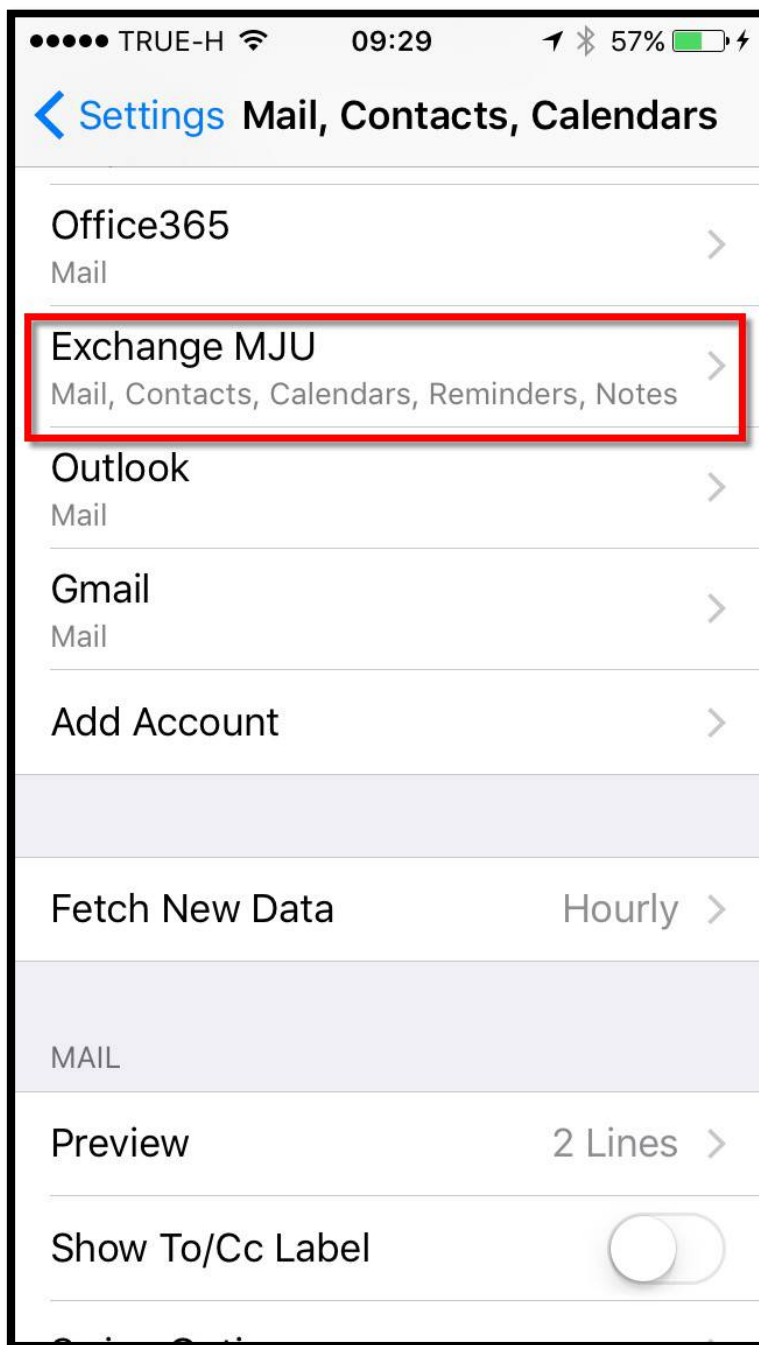 TRUE-H 09:29 57%
Settings Mail, Contacts, Calendars
Office365
Mail
Exchange MJU
Mail, Contacts, Calendars, Reminders, Notes
Outlook
Mail
Gmail
Mail
Add Account
Fetch New Data Hourly
MAIL
Preview 2 Lines
Show To/Cc Label